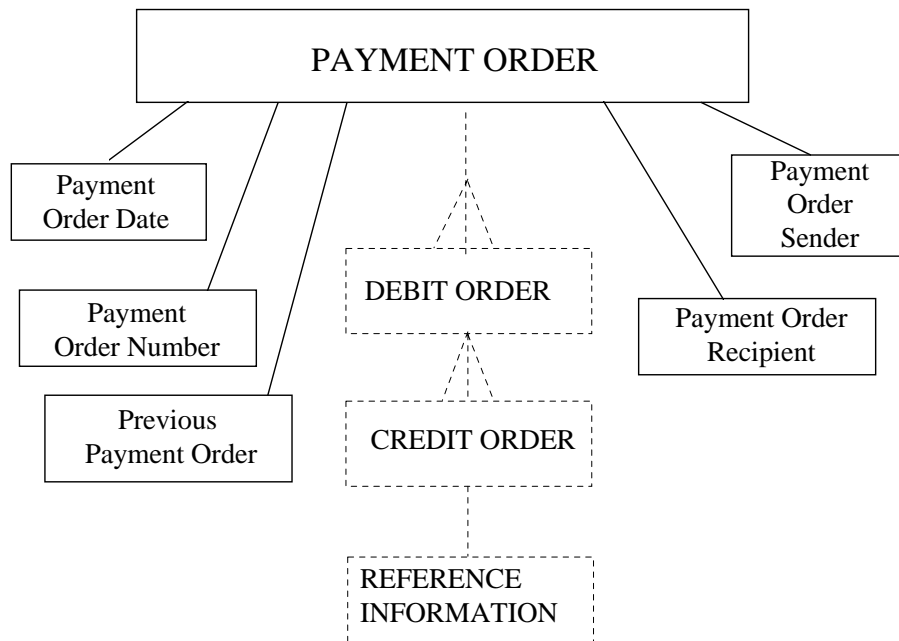 PAYMENT ORDER
Payment
Order Date
Payment
Order
Sender
DEBIT ORDER
Payment
Order Number
Payment Order
Recipient
Previous
Payment Order
CREDIT ORDER
REFERENCE
INFORMATION